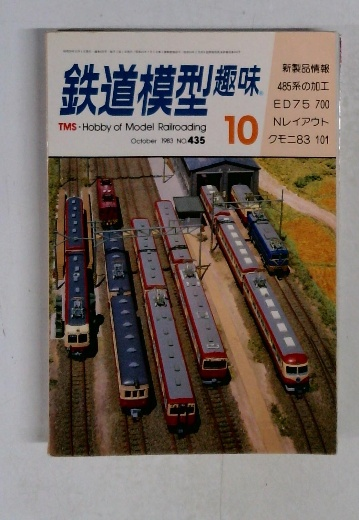 鉄道模型趣味
TMS・Hobby of Model Railroading
October 1983 NO.435
10
新製品情報
485系の加工
ED75 700
Nレイアウト
クモニ83 101